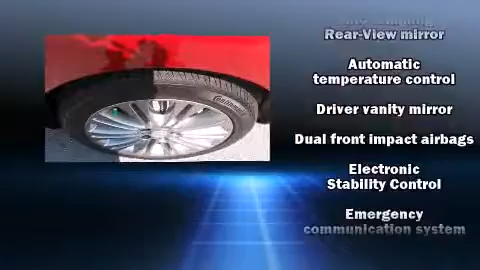 Rear-View mirror
Automatic
temperature control
Driver vanity mirror
Dual front impact airbags
Electronic
Stability Control
Emergency
communication system
Continental